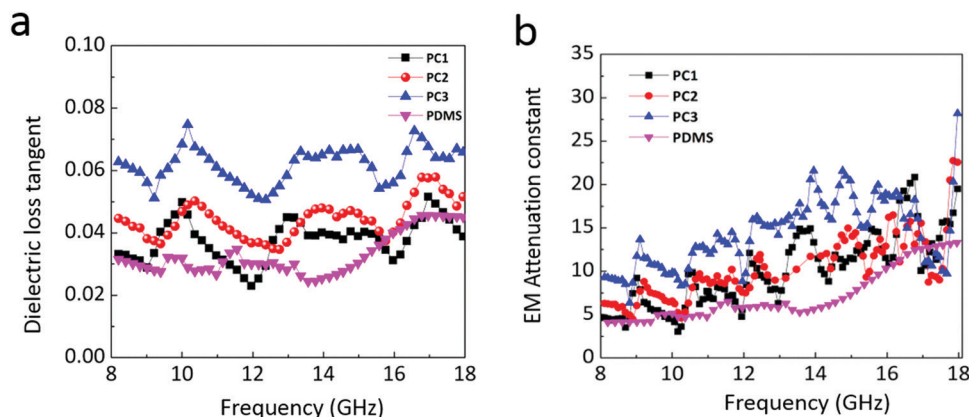 a
0.10
0.08
0.06
0.04
0.02
0.00
Dielectric loss tangent
PC1
PC2
PC3
PDMS
8 10 12 14 16 18
Frequency (GHz)
b
35
30
25
20
15
10
5
0
EM Attenuation constant
PC1
PC2
PC3
PDMS
8 10 12 14 16 18
Frequency (GHz)